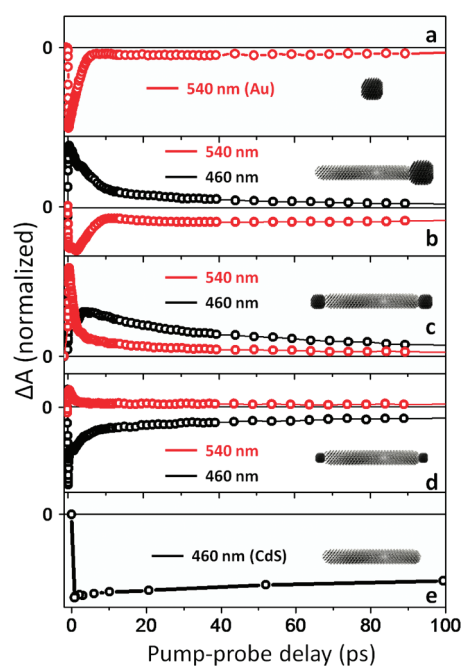 a
0
540 nm (Au)
540 nm
460 nm
0
b
540 nm
460 nm
c
0
540 nm
460 nm
d
0
460 nm (CdS)
e
ΔA (normalized)
0 20 40 60 80 100
Pump-probe delay (ps)